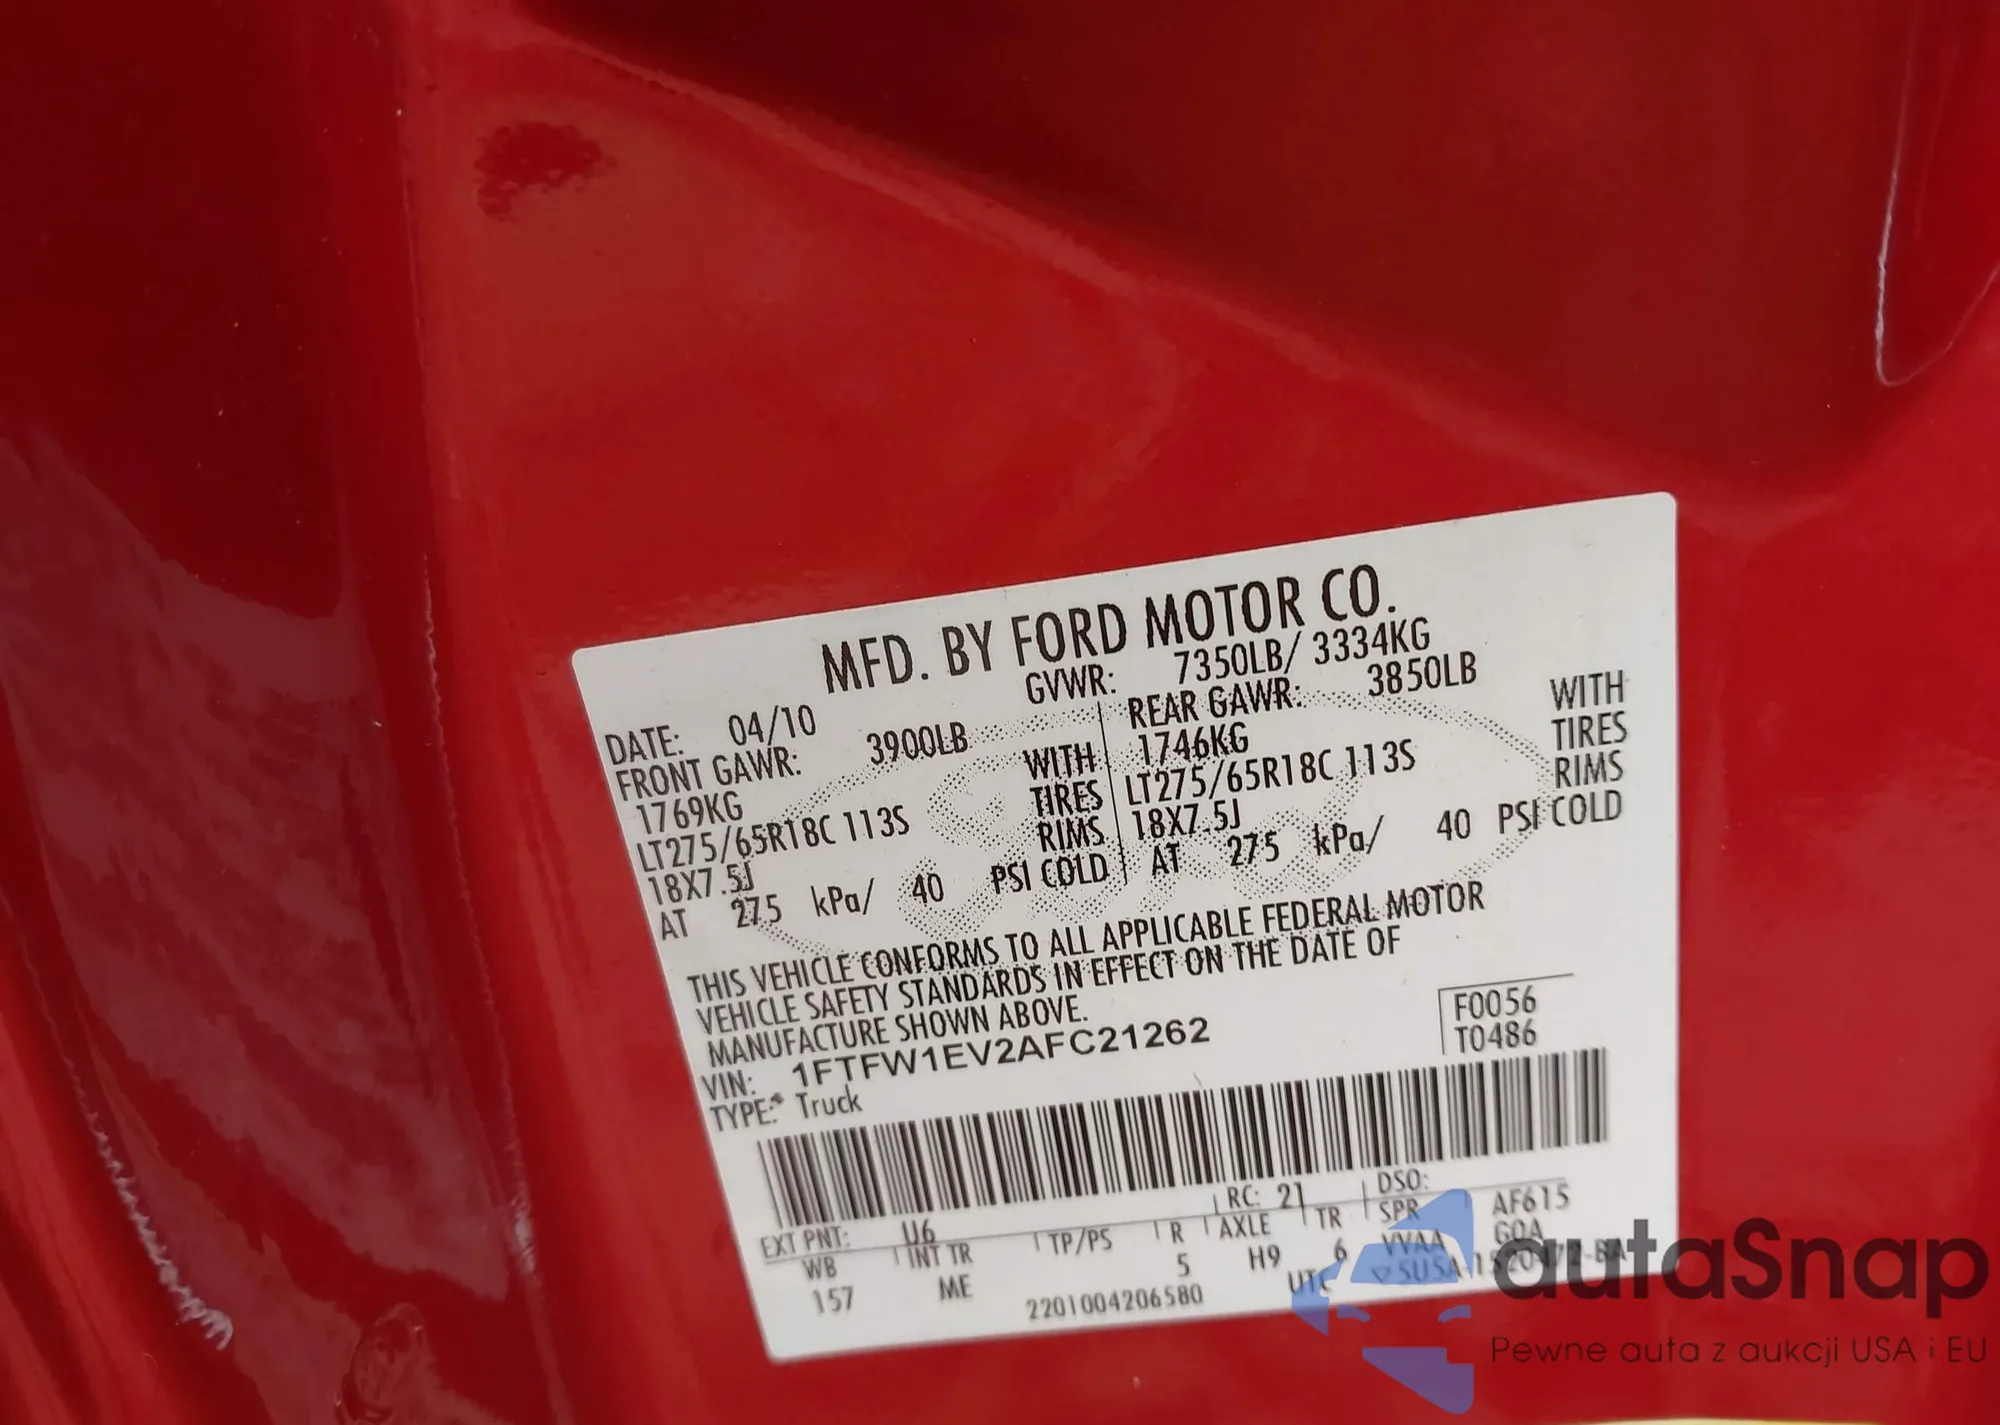 MFD. BY FORD MOTOR CO.
DATE: 04/10 GVWR: 7350LB/ 3334KG
FRONT GAWR: 3900LB REAR GAWR: 3850LB
1769KG WITH 1746KG WITH
LT275/65R18C 113S TIRES LT275/65R18C 113S TIRES
18X7.5J RIMS 18X7.5J RIMS
AT 275 kPa/ 40 PSI COLD AT 275 kPa/ 40 PSI COLD
THIS VEHICLE CONFORMS TO ALL APPLICABLE FEDERAL MOTOR
VEHICLE SAFETY STANDARDS IN EFFECT ON THE DATE OF
MANUFACTURE SHOWN ABOVE.
F0056
VIN: 1FTFW1EV2AFC21262 T0486
TYPE: Truck
EXT PNT: U6 RC: 21 DSO: AF615
WB INT TR TP/PS R AXLE TR SPR GOA
157 ME 5 H9 6 VVAA
2201004206580 UTC
autaSnap
Pewne auta z aukcji USA i EU